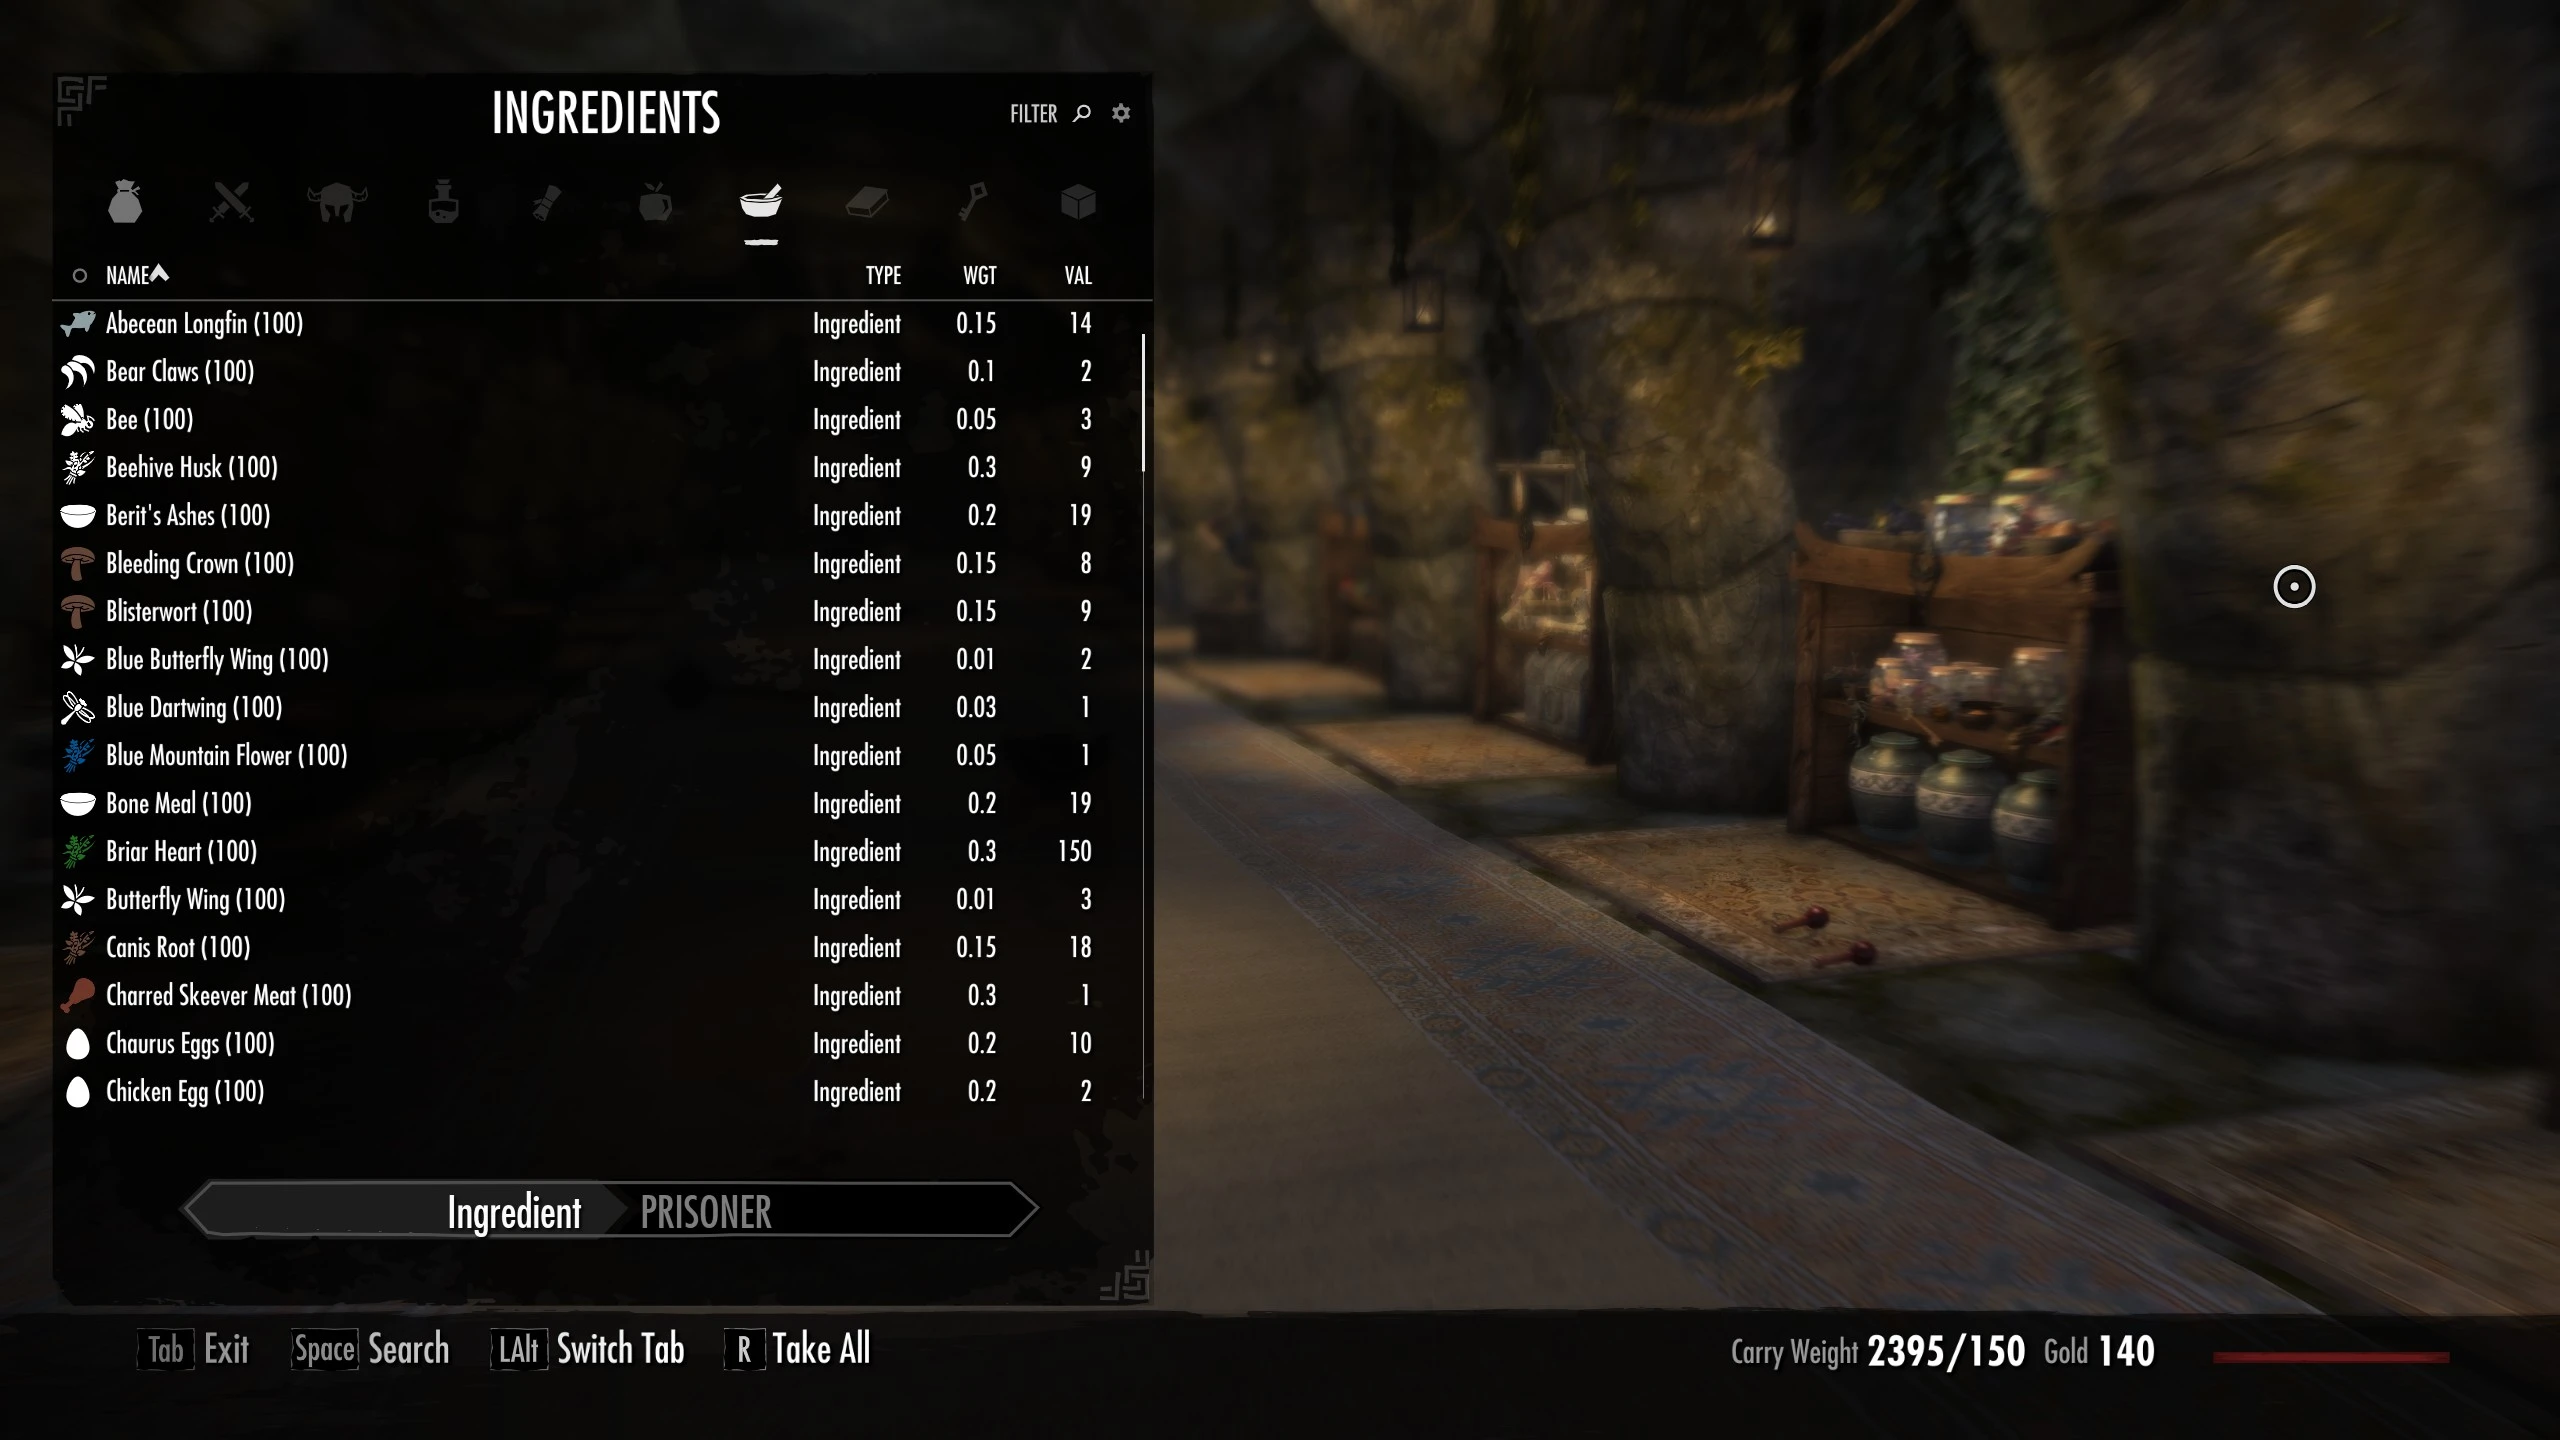 INGREDIENTS
FILTER
NAME TYPE WGT VAL
Abecean Longfin (100) Ingredient 0.15 14
Bear Claws (100) Ingredient 0.1 2
Bee (100) Ingredient 0.05 3
Beehive Husk (100) Ingredient 0.3 9
Berit's Ashes (100) Ingredient 0.2 19
Bleeding Crown (100) Ingredient 0.15 8
Blisterwort (100) Ingredient 0.15 9
Blue Butterfly Wing (100) Ingredient 0.01 2
Blue Dartwing (100) Ingredient 0.03 1
Blue Mountain Flower (100) Ingredient 0.05 1
Bone Meal (100) Ingredient 0.2 19
Briar Heart (100) Ingredient 0.3 150
Butterfly Wing (100) Ingredient 0.01 3
Canis Root (100) Ingredient 0.15 18
Charred Skeever Meat (100) Ingredient 0.3 1
Chaurus Eggs (100) Ingredient 0.2 10
Chicken Egg (100) Ingredient 0.2 2
Ingredient PRISONER
Tab Exit Space Search LAlt Switch Tab R Take All Carry Weight 2395/150 Gold 140